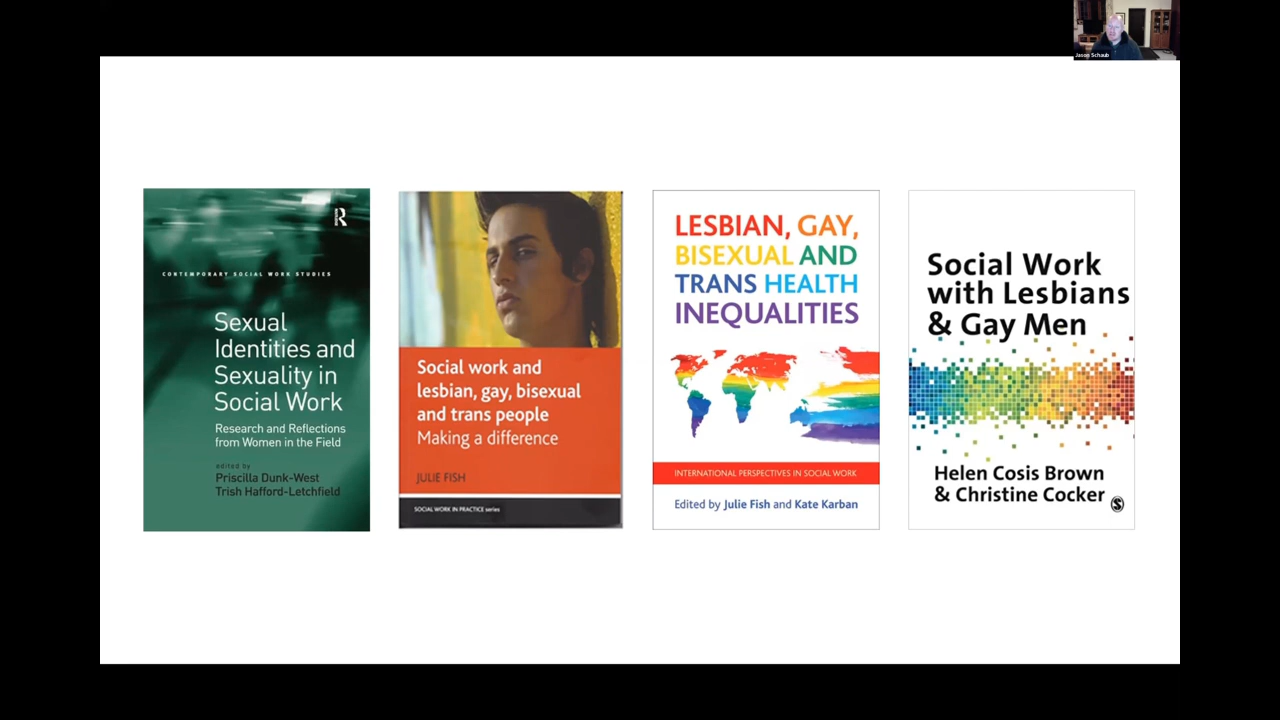 Jason Schaub
R
CONTEMPORARY SOCIAL WORK STUDIES
Sexual
Identities and
Sexuality in
Social Work
Research and Reflections
from Women in the Field
edited by
Priscilla Dunk-West
Trish Hafford-Letchfield
Social work and
lesbian, gay, bisexual
and trans people
Making a difference
JULIE FISH
SOCIAL WORK IN PRACTICE series
LESBIAN, GAY,
BISEXUAL AND
TRANS HEALTH
INEQUALITIES
INTERNATIONAL PERSPECTIVES IN SOCIAL WORK
Edited by Julie Fish and Kate Karban
Social Work
with Lesbians
& Gay Men
Helen Cosis Brown
& Christine Cocker
S